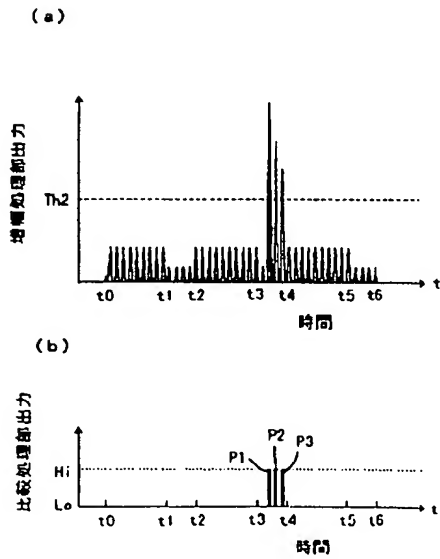 (a)
増幅処理部出力
Th2
t0 t1 t2 t3 t4 t5 t6
t
時間
(b)
比較処理部出力
P1 P2 P3
Hi
Lo
t0 t1 t2 t3 t4 t5 t6
t
時間